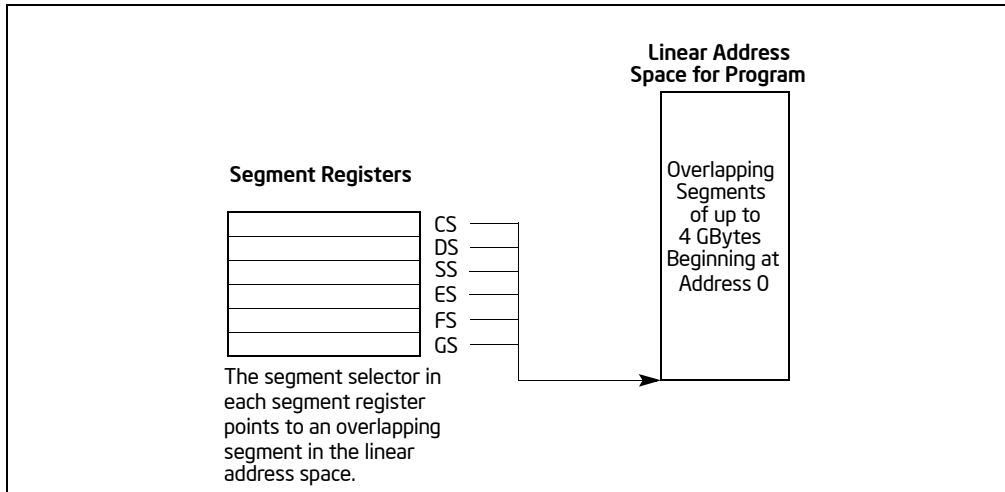 Linear Address
Space for Program
Overlapping
Segments
of up to
4 GBytes
Beginning at
Address 0
Segment Registers
CS
DS
SS
ES
FS
GS
The segment selector in
each segment register
points to an overlapping
segment in the linear
address space.